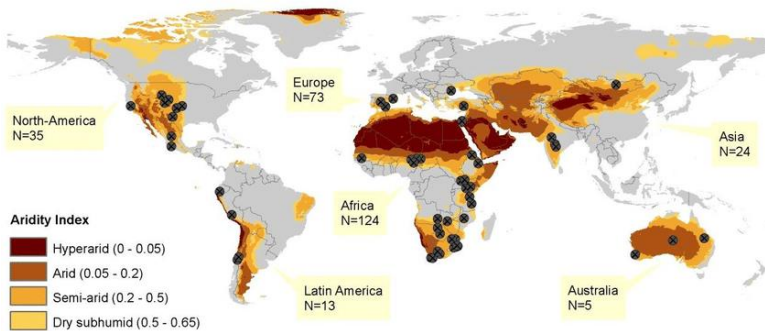 Europe
N=73
North-America
N=35
Asia
N=24
Africa
N=124
Aridity Index
Hyperarid (0 - 0.05)
Arid (0.05 - 0.2)
Semi-arid (0.2 - 0.5)
Dry subhumid (0.5 - 0.65)
Latin America
N=13
Australia
N=5